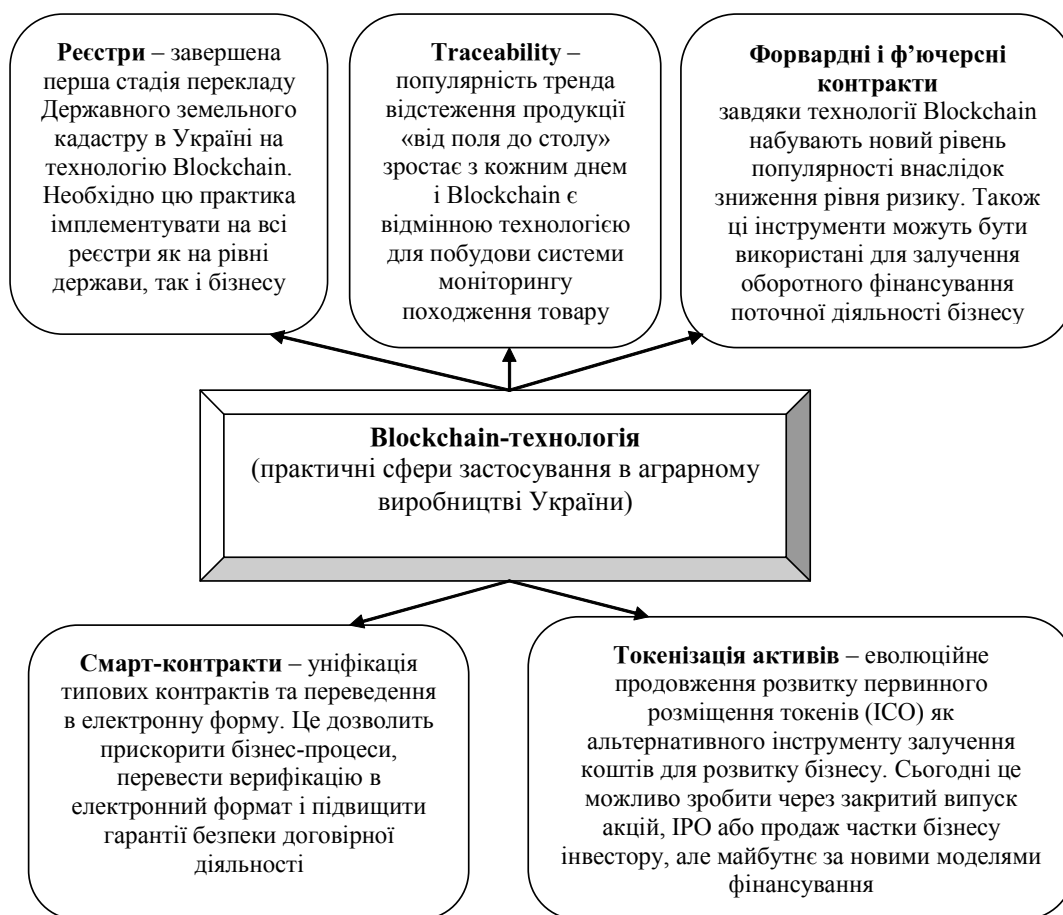 Реєстри – завершена
перша стадія перекладу
Державного земельного
кадастру в Україні на
технологію Blockchain.
Необхідно цю практика
імплементувати на всі
реєстри як на рівні
держави, так і бізнесу
Traceability –
популярність тренда
відстеження продукції
«від поля до столу»
зростає з кожним днем
і Blockchain є
відмінною технологією
для побудови системи
моніторингу
походження товару
Форвардні і ф’ючерсні
контракти
завдяки технології Blockchain
набувають новий рівень
популярності внаслідок
зниження рівня ризику. Також
ці інструменти можуть бути
використані для залучення
оборотного фінансування
поточної діяльності бізнесу
Blockchain-технологія
(практичні сфери застосування в аграрному
виробництві України)
Смарт-контракти – уніфікація
типових контрактів та переведення
в електронну форму. Це дозволить
прискорити бізнес-процеси,
перевести верифікацію в
електронний формат і підвищити
гарантії безпеки договірної
діяльності
Токенізація активів – еволюційне
продовження розвитку первинного
розміщення токенів (ICO) як
альтернативного інструменту залучення
коштів для розвитку бізнесу. Сьогодні це
можливо зробити через закритий випуск
акцій, IPO або продаж частки бізнесу
інвестору, але майбутнє за новими моделями
фінансування